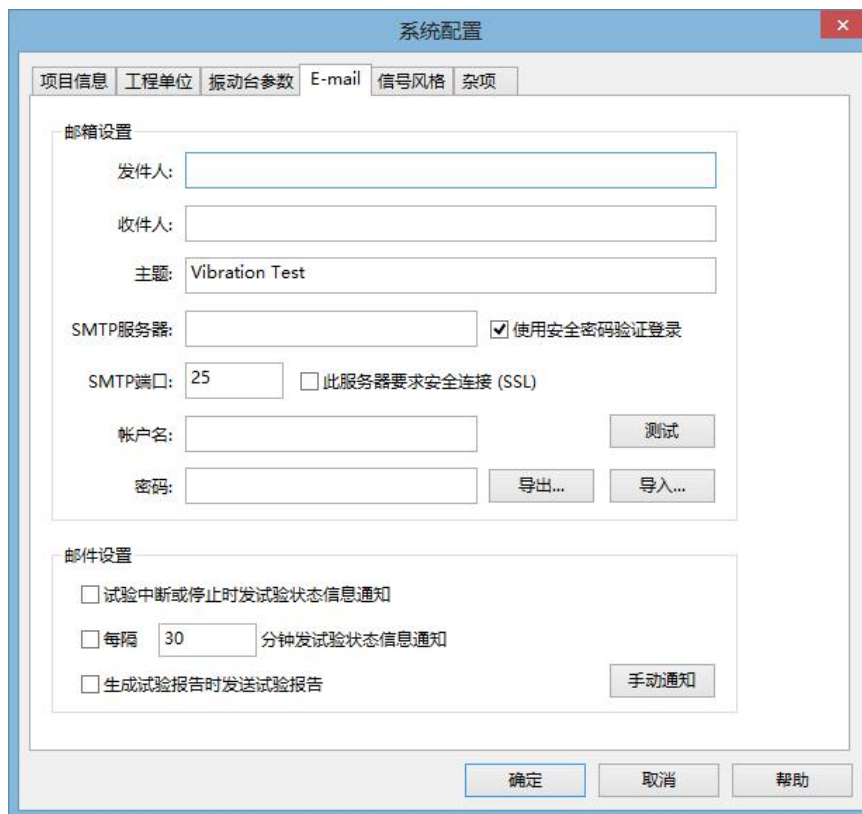 系统配置
项目信息 工程单位 振动台参数 E-mail 信号风格 杂项
邮箱设置
发件人:
收件人:
主题: Vibration Test
SMTP服务器: 使用安全密码验证登录
SMTP端口: 25 此服务器要求安全连接 (SSL)
帐户名: 测试
密码: 导出... 导入...
邮件设置
试验中断或停止时发试验状态信息通知
每隔 30 分钟发试验状态信息通知
生成试验报告时发送试验报告 手动通知
确定 取消 帮助